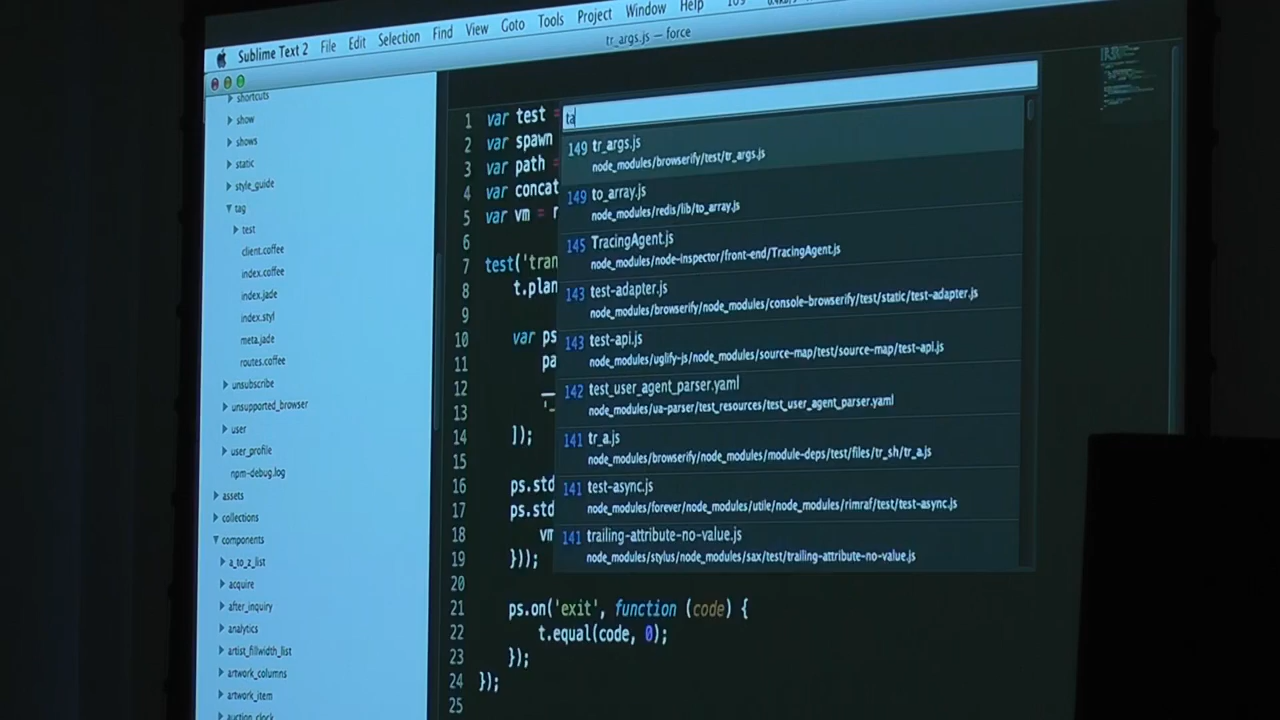 Sublime Text 2 File Edit Selection Find View Goto Tools Project Window Help
tr_args.js — force
shortcuts
show
shows
static
style_guide
tag
test
client.coffee
index.coffee
index.jade
index.styl
meta.jade
routes.coffee
unsubscribe
unsupported_browser
user
user_profile
npm-debug.log
assets
collections
components
a_to_z_list
acquire
after_inquiry
analytics
artist_fillwidth_list
artwork_columns
artwork_item
auction_clock
ta
149 tr_args.js
node_modules/browserify/test/tr_args.js
149 to_array.js
node_modules/redis/lib/to_array.js
145 TracingAgent.js
node_modules/node-inspector/front-end/TracingAgent.js
143 test-adapter.js
node_modules/browserify/node_modules/console-browserify/test/static/test-adapter.js
143 test-api.js
node_modules/uglify-js/node_modules/source-map/test/source-map/test-api.js
142 test_user_agent_parser.yaml
node_modules/ua-parser/test_resources/test_user_agent_parser.yaml
141 tr_a.js
node_modules/browserify/node_modules/module-deps/test/files/tr_sh/tr_a.js
141 test-async.js
node_modules/forever/node_modules/utile/node_modules/rimraf/test/test-async.js
141 trailing-attribute-no-value.js
node_modules/stylus/node_modules/sax/test/trailing-attribute-no-value.js
1 var test =
2 var spawn
3 var path =
4 var concat
5 var vm = r
6
7 test('tran
8 t.plan
9
10 var ps
11 pa
12
13
14 ]);
15
16 ps.std
17 ps.std
18 vm
19 }));
20
21 ps.on('exit', function (code) {
22 t.equal(code, 0);
23 });
24 });
25